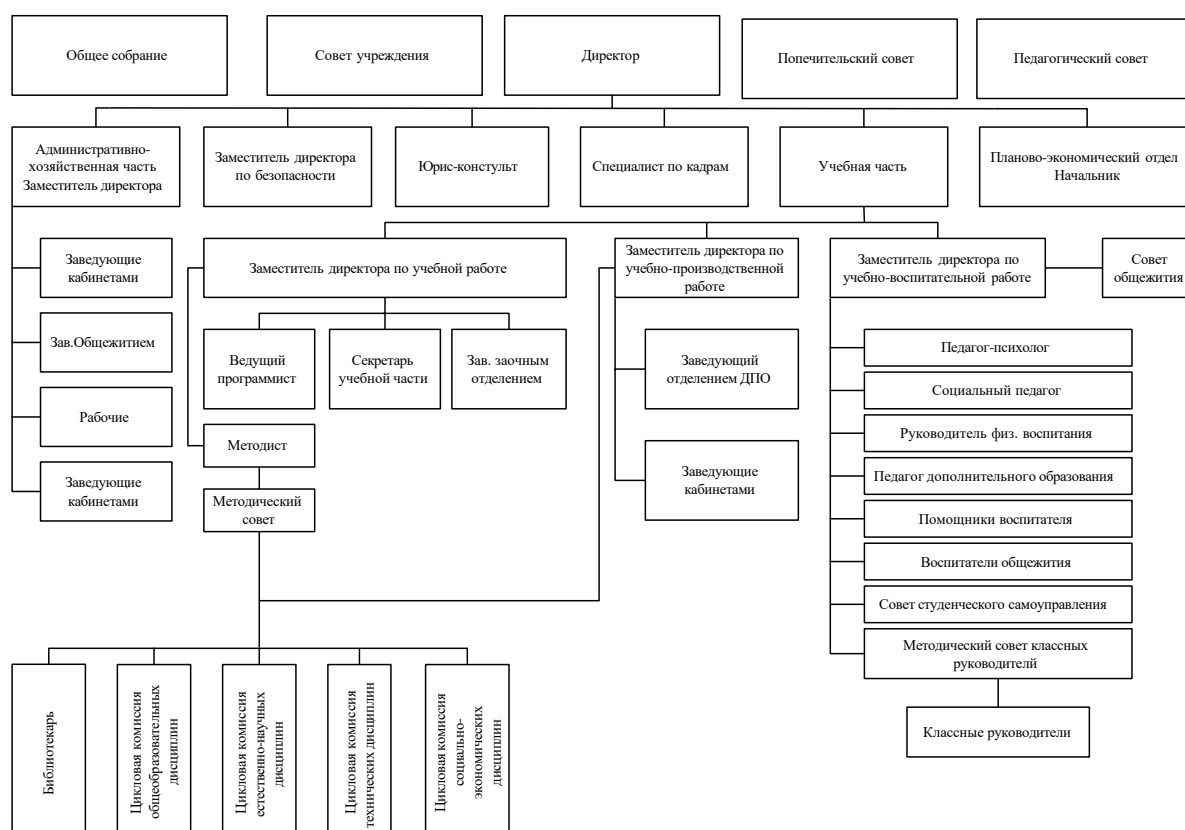 Общее собрание
Совет учреждения
Директор
Попечительский совет
Педагогический совет
Административно-
хозяйственная часть
Заместитель директора
Заместитель директора
по безопасности
Юрис-констульт
Специалист по кадрам
Учебная часть
Планово-экономический отдел
Начальник
Заведующие
кабинетами
Зав.Общежитием
Рабочие
Заведующие
кабинетами
Заместитель директора по учебной работе
Ведущий
программист
Секретарь
учебной части
Зав. заочным
отделением
Методист
Методический
совет
Заместитель директора по
учебно-производственной
работе
Заведующий
отделением ДПО
Заведующие
кабинетами
Заместитель директора по
учебно-воспитательной работе
Совет
общежития
Педагог-психолог
Социальный педагог
Руководитель физ. воспитания
Педагог дополнительного образования
Помощники воспитателя
Воспитатели общежития
Совет студенческого самоуправления
Методический совет классных
руководителй
Классные руководители
Библиотекарь
Цикловая комиссия
общеобразовательных
дисциплин
Цикловая комиссия
естественно-научных
дисциплин
Цикловая комиссия
технических дисциплин
Цикловая комиссия
социально-
экономических
дисциплин